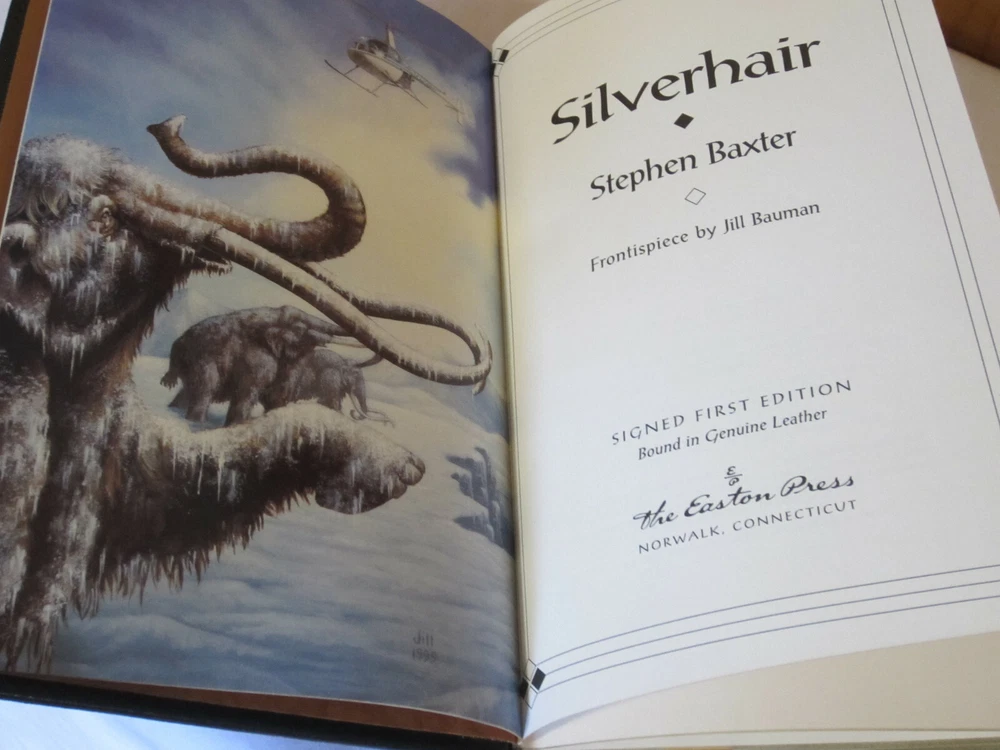 Silverhair
Stephen Baxter
Frontispiece by Jill Bauman
SIGNED FIRST EDITION
Bound in Genuine Leather
the Easton Press
NORWALK, CONNECTICUT
Jill